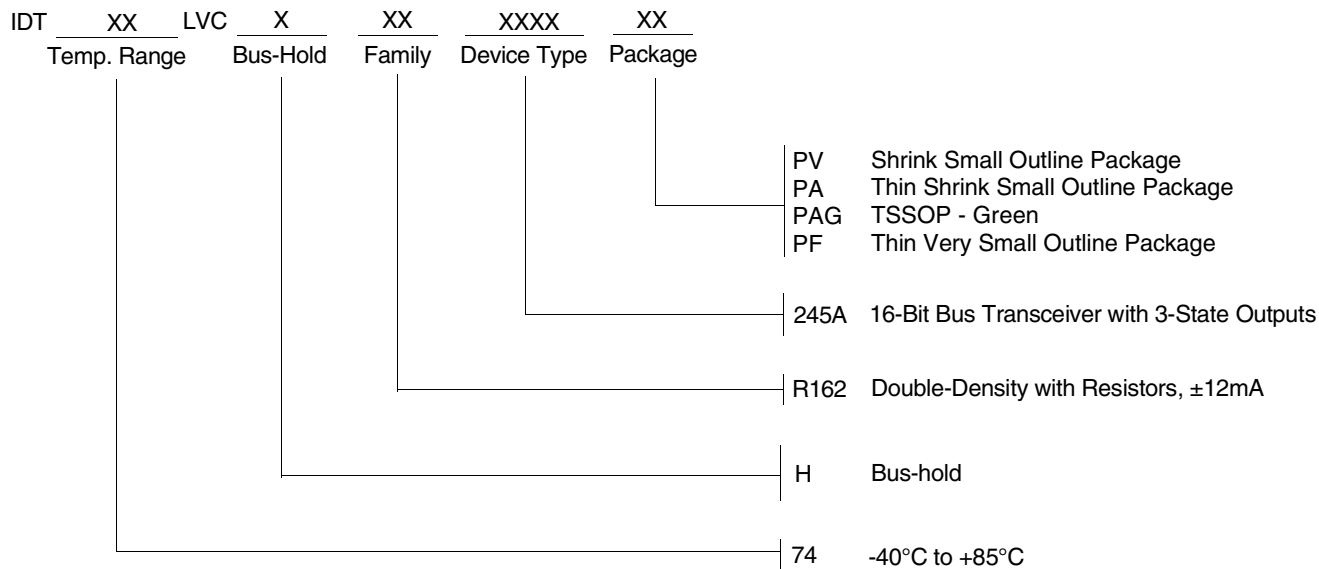 IDT XX LVC X XX XXXX XX
Temp. Range Bus-Hold Family Device Type Package
PV Shrink Small Outline Package
PA Thin Shrink Small Outline Package
PAG TSSOP - Green
PF Thin Very Small Outline Package
245A 16-Bit Bus Transceiver with 3-State Outputs
R162 Double-Density with Resistors, ±12mA
H Bus-hold
74 -40°C to +85°C